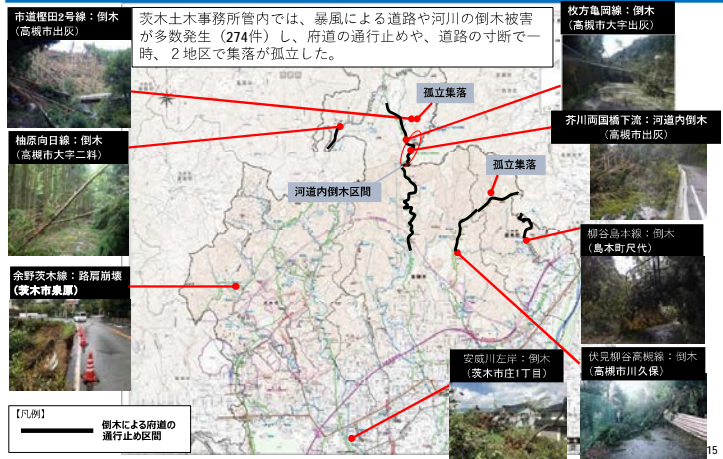 茨木土木事務所管内では、暴風による道路や河川の倒木被害
が多数発生（274件）し、府道の通行止めや、道路の寸断で一
時、２地区で集落が孤立した。
市道樫田2号線：倒木
（高槻市出灰）
枚方亀岡線：倒木
（高槻市大字出灰）
孤立集落
芥川両国橋下流：河道内倒木
（高槻市出灰）
柚原向日線：倒木
（高槻市大字二料）
孤立集落
河道内倒木区間
柳谷島本線：倒木
（島本町尺代）
余野茨木線：路肩崩壊
（茨木市泉原）
安威川左岸：倒木
（茨木市庄1丁目）
伏見柳谷高槻線：倒木
（高槻市川久保）
【凡例】
倒木による府道の
通行止め区間
15